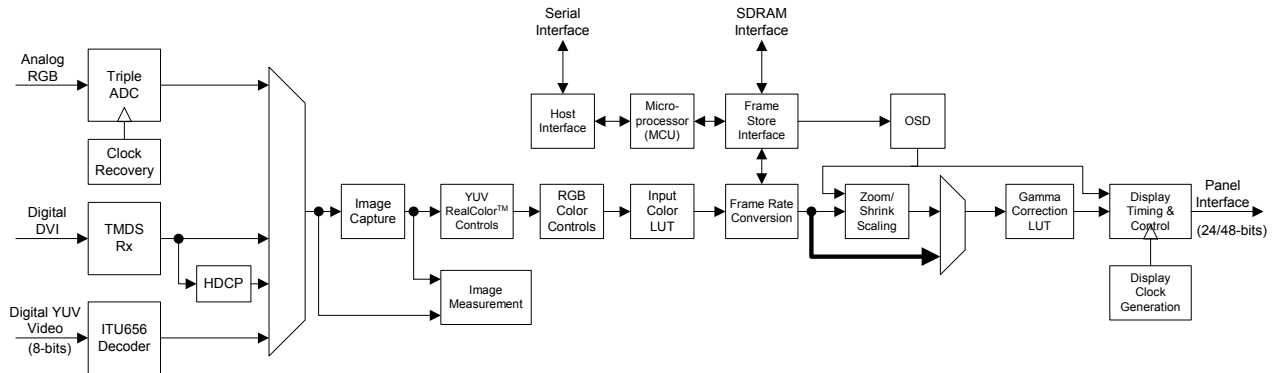 Serial
Interface
SDRAM
Interface
Analog
RGB
Triple
ADC
Clock
Recovery
Host
Interface
Micro-
processor
(MCU)
Frame
Store
Interface
OSD
Digital
DVI
TMDS
Rx
HDCP
Image
Capture
YUV
RealColor™
Controls
RGB
Color
Controls
Input
Color
LUT
Frame Rate
Conversion
Zoom/
Shrink
Scaling
Gamma
Correction
LUT
Display
Timing &
Control
Panel
Interface
(24/48-bits)
Image
Measurement
Display
Clock
Generation
Digital YUV
Video
(8-bits)
ITU656
Decoder